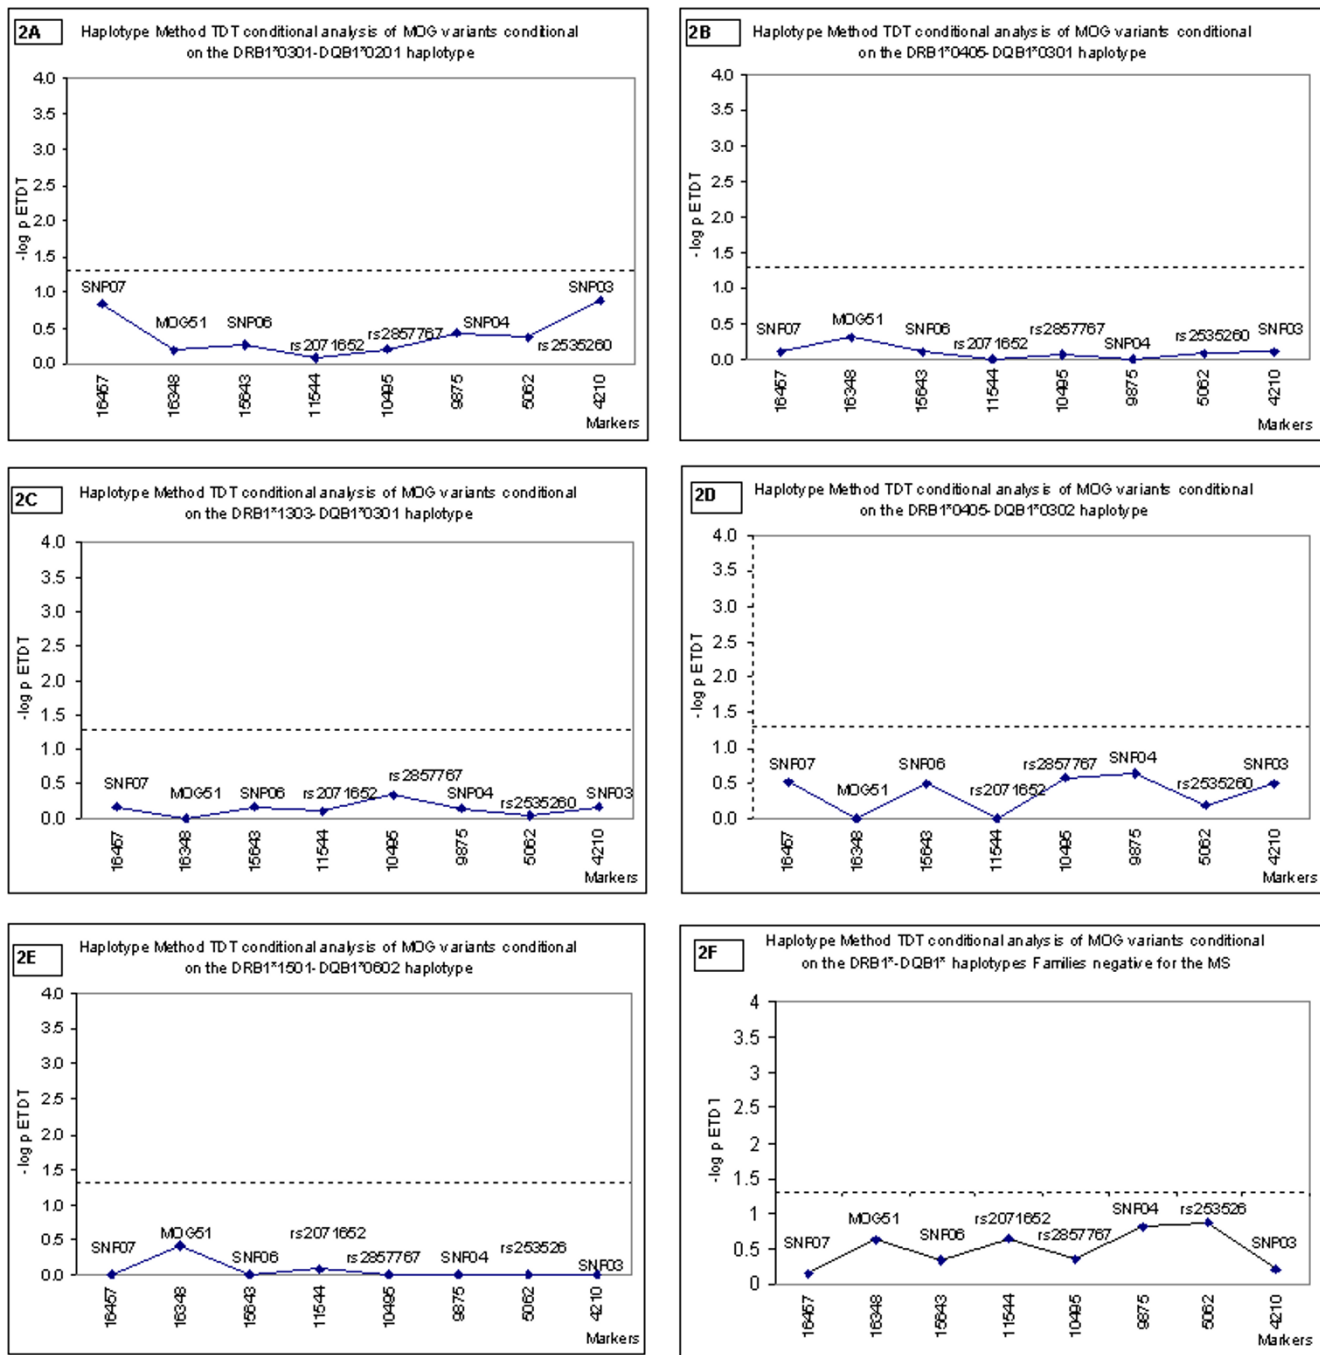 2A
Haplotype Method TDT conditional analysis of MOG variants conditional
on the DRB1*0301-DQB1*0201 haplotype
4.0
3.5
3.0
2.5
2.0
1.5
1.0
0.5
0.0
-log p ETDT
SNP07
MOG51
SNP06
rs2071652
rs2857767
SNP04
rs2535260
SNP03
16457
16348
15643
11544
10495
9875
5062
4210
Markers
2B
Haplotype Method TDT conditional analysis of MOG variants conditional
on the DRB1*0405-DQB1*0301 haplotype
4.0
3.5
3.0
2.5
2.0
1.5
1.0
0.5
0.0
-log p ETDT
SNP07
MOG51
SNP06
rs2071652
rs2857767
SNP04
rs2535260
SNP03
16457
16348
15643
11544
10495
9875
5062
4210
Markers
2C
Haplotype Method TDT conditional analysis of MOG variants conditional
on the DRB1*1303-DQB1*0301 haplotype
4.0
3.5
3.0
2.5
2.0
1.5
1.0
0.5
0.0
-log p ETDT
SNP07
MOG51
SNP06
rs2071652
rs2857767
SNP04
rs2535260
SNP03
16457
16348
15643
11544
10495
9875
5062
4210
Markers
2D
Haplotype Method TDT conditional analysis of MOG variants conditional
on the DRB1*0405-DQB1*0302 haplotype
4.0
3.5
3.0
2.5
2.0
1.5
1.0
0.5
0.0
-log p ETDT
SNP07
MOG51
SNP06
rs2071652
rs2857767
SNP04
rs2535260
SNP03
16457
16348
15643
11544
10495
9875
5062
4210
Markers
2E
Haplotype Method TDT conditional analysis of MOG variants conditional
on the DRB1*1501-DQB1*0602 haplotype
4.0
3.5
3.0
2.5
2.0
1.5
1.0
0.5
0.0
-log p ETDT
SNP07
MOG51
SNP06
rs2071652
rs2857767
SNP04
rs253526
SNP03
16457
16348
15643
11544
10495
9875
5062
4210
Markers
2F
Haplotype Method TDT conditional analysis of MOG variants conditional
on the DRB1*-DQB1* haplotypes Families negative for the MS
4
3.5
3
2.5
2
1.5
1
0.5
0
-log p ETDT
SNP07
MOG51
SNP06
rs2071652
rs2857767
SNP04
rs253526
SNP03
16457
16348
15643
11544
10495
9875
5062
4210
Markers